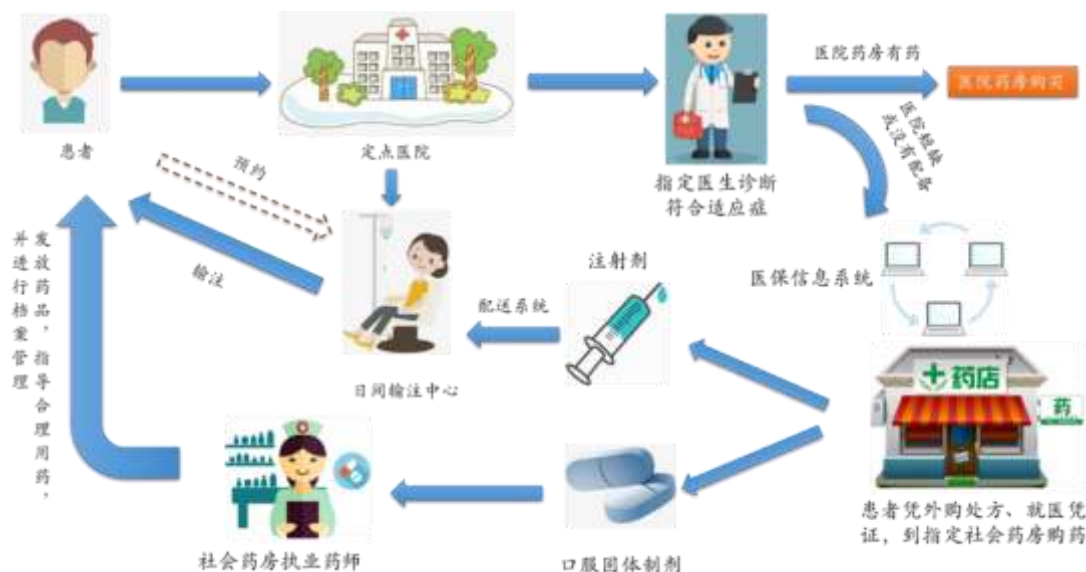 患者
定点医院
指定医生诊断
符合适应症
医院药房有药
医院药房购买
医院短缺
或没有配备
预约
输注
日间输注中心
配送系统
注射剂
医保信息系统
药店
药
患者凭外购处方、就医凭
证，到指定社会药房购药
口服固体制剂
社会药房执业药师
发放药品，指导合理用药，
并进行档案管理